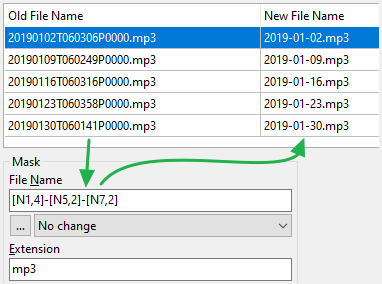 Old File Name New File Name
20190102T060306P0000.mp3 2019-01-02.mp3
20190109T060249P0000.mp3 2019-01-09.mp3
20190116T060316P0000.mp3 2019-01-16.mp3
20190123T060358P0000.mp3 2019-01-23.mp3
20190130T060141P0000.mp3 2019-01-30.mp3
Mask
File Name
[N1,4]-[N5,2]-[N7,2]
... No change
Extension
mp3